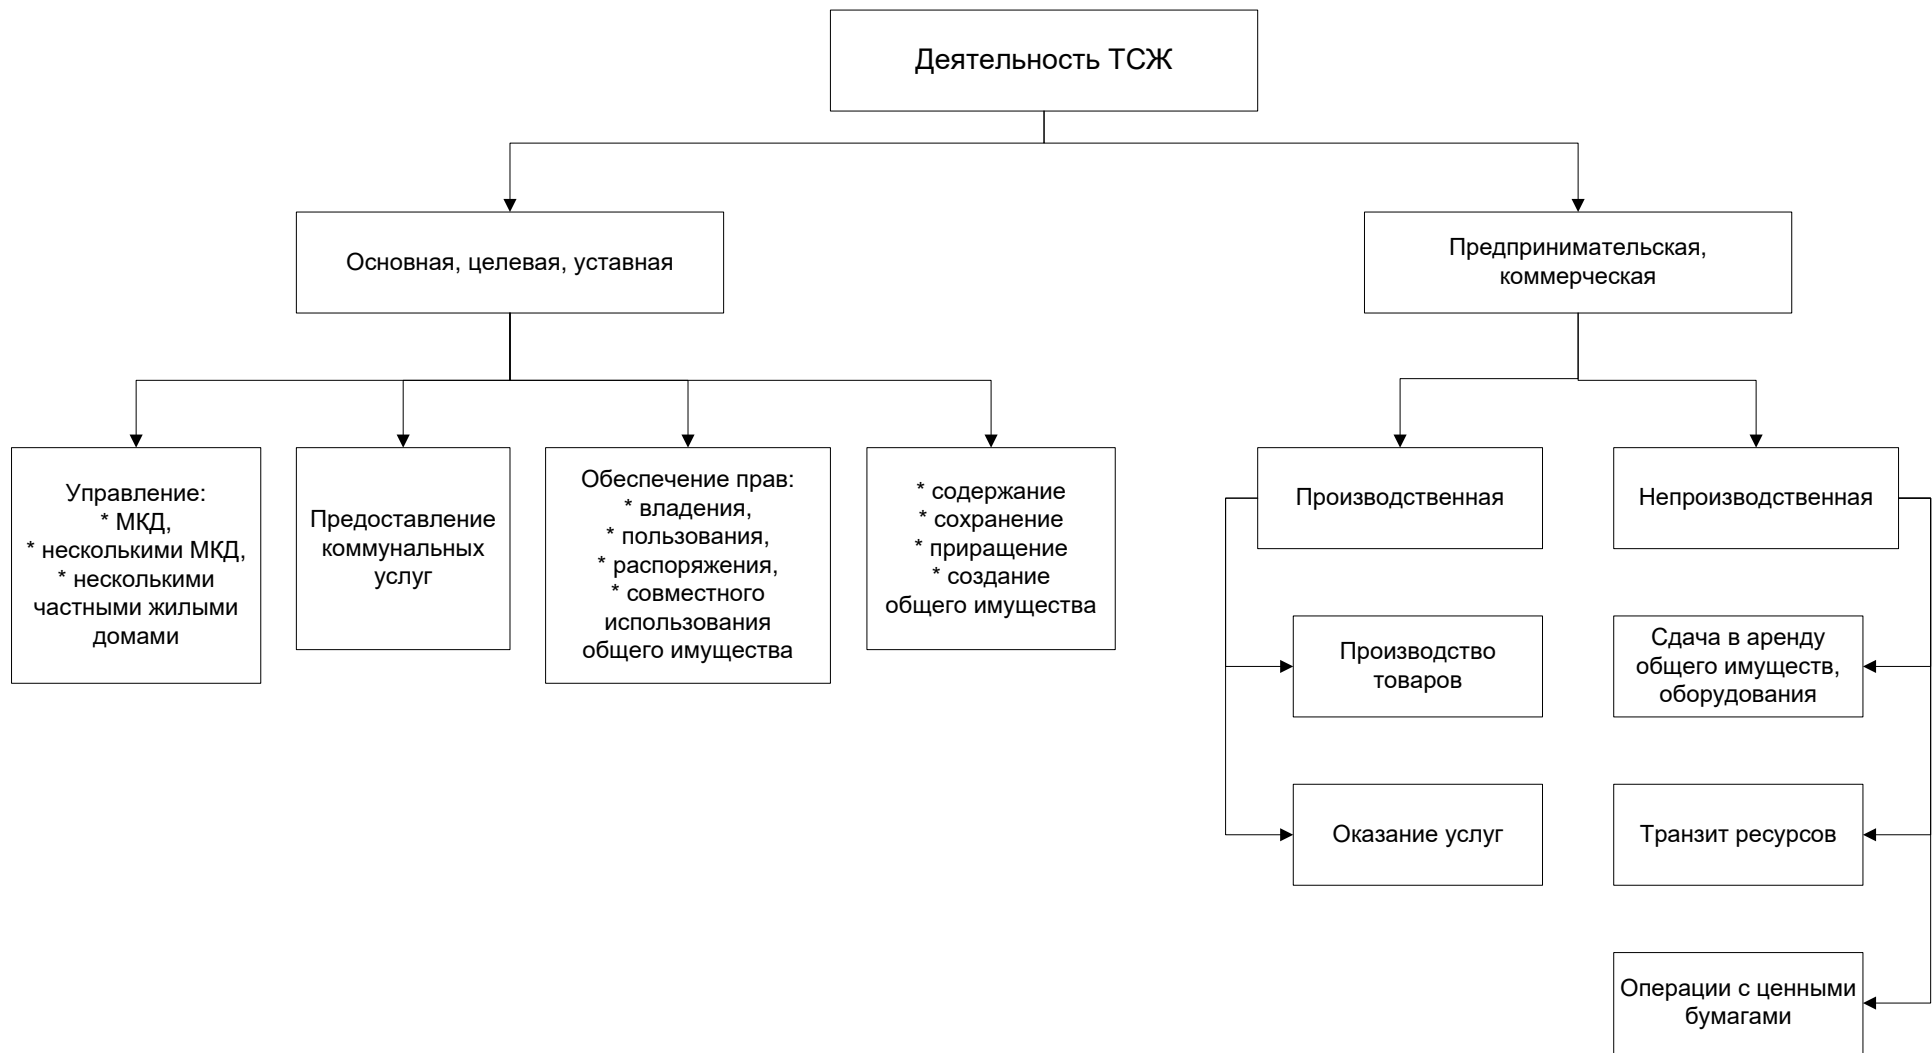 Деятельность ТСЖ
Основная, целевая, уставная
Предпринимательская,
коммерческая
Управление:
* МКД,
* несколькими МКД,
* несколькими
частными жилыми
домами
Предоставление
коммунальных
услуг
Обеспечение прав:
* владения,
* пользования,
* распоряжения,
* совместного
использования
общего имущества
* содержание
* сохранение
* приращение
* создание
общего имущества
Производственная
Непроизводственная
Производство
товаров
Сдача в аренду
общего имуществ,
оборудования
Оказание услуг
Транзит ресурсов
Операции с ценными
бумагами